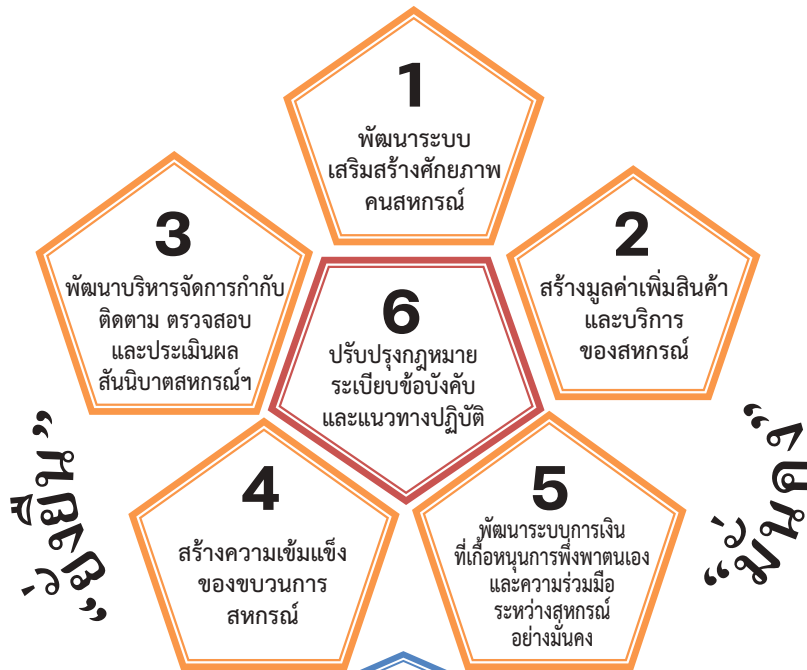 1
พัฒนาระบบ
เสริมสร้างศักยภาพ
คนสหกรณ์
2
สร้างมูลค่าเพิ่มสินค้า
และบริการ
ของสหกรณ์
3
พัฒนาบริหารจัดการกำกับ
ติดตาม ตรวจสอบ
และประเมินผล
สันนิบาตสหกรณ์ฯ
6
ปรับปรุงกฎหมาย
ระเบียบข้อบังคับ
และแนวทางปฏิบัติ
4
สร้างความเข้มแข็ง
ของขบวนการ
สหกรณ์
5
พัฒนาระบบการเงิน
ที่เกื้อหนุนการพึ่งพาตนเอง
และความร่วมมือ
ระหว่างสหกรณ์
อย่างมั่นคง
“มั่นคง
ยั่งยืน”